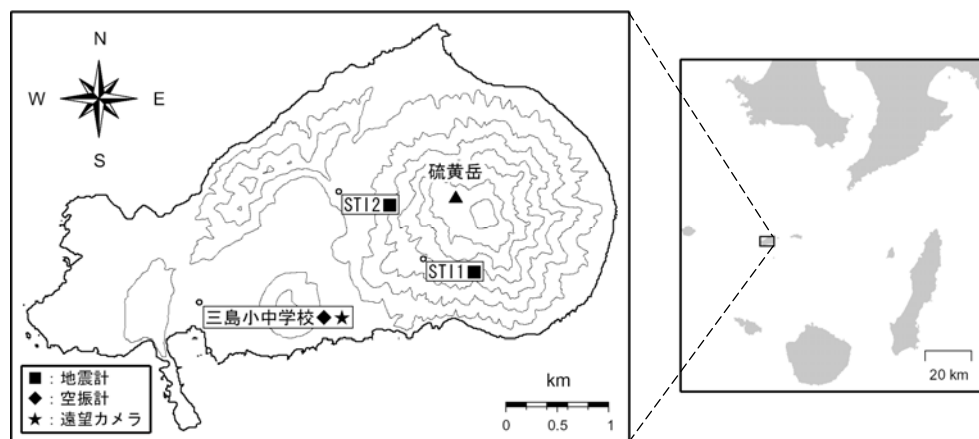 N
W E
S
硫黄岳
STI2■
STI1■
三島小中学校◆★
■：地震計
◆：空振計
★：遠望カメラ
km
0 0.5 1
20 km